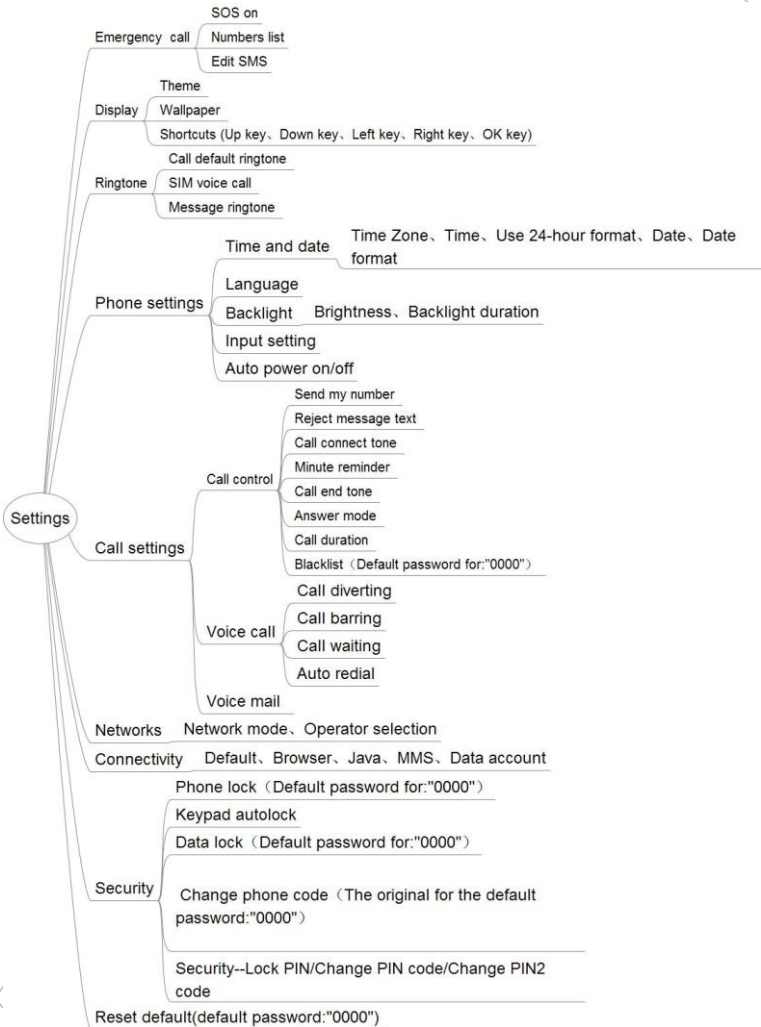 SOS on
Emergency call
Numbers list
Edit SMS
Theme
Display
Wallpaper
Shortcuts (Up key、Down key、Left key、Right key、OK key)
Call default ringtone
Ringtone
SIM voice call
Message ringtone
Time and date
Time Zone、Time、Use 24-hour format、Date、Date
format
Language
Phone settings
Backlight
Brightness、Backlight duration
Input setting
Auto power on/off
Send my number
Reject message text
Call connect tone
Minute reminder
Call control
Call end tone
Answer mode
Settings
Call settings
Call duration
Blacklist（Default password for:"0000"）
Call diverting
Call barring
Voice call
Call waiting
Auto redial
Voice mail
Networks
Network mode、Operator selection
Connectivity
Default、Browser、Java、MMS、Data account
Phone lock（Default password for:"0000"）
Keypad autolock
Data lock（Default password for:"0000"）
Security
Change phone code（The original for the default
password:"0000"）
Security--Lock PIN/Change PIN code/Change PIN2
code
Reset default(default password:"0000")